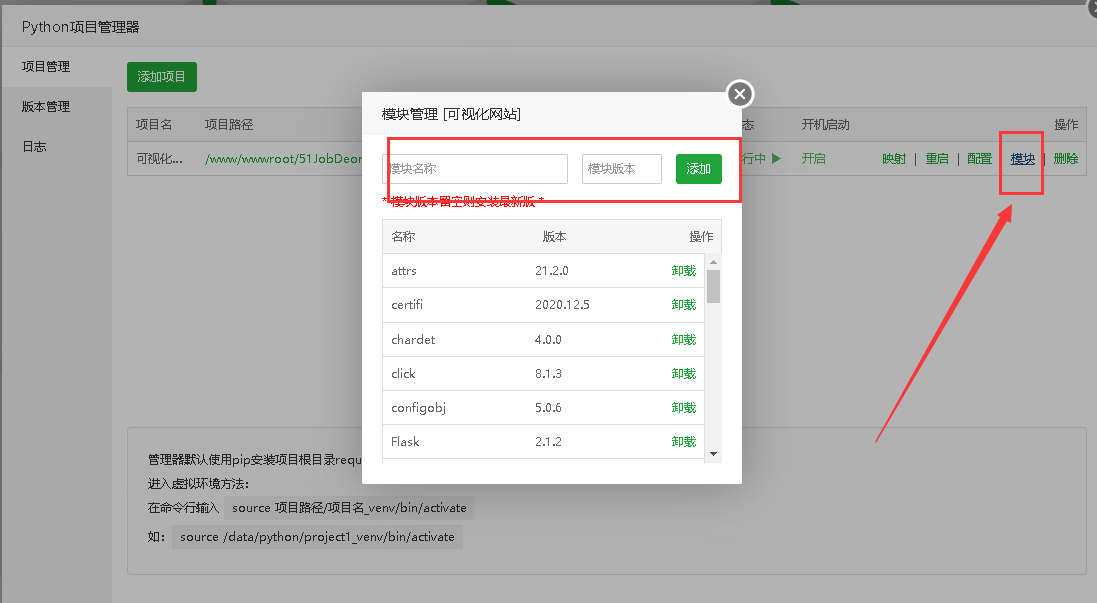 Python项目管理器
项目管理
版本管理
日志
添加项目
项目名 项目路径 态 开机启动 操作
可视化... /www/wwwroot/51JobDeor 行中 开启 映射 | 重启 | 配置 | 模块 | 删除
模块管理 [可视化网站]
模块名称 模块版本 添加
* 模块版本留空则安装最新版 *
名称 版本 操作
attrs 21.2.0 卸载
certifi 2020.12.5 卸载
chardet 4.0.0 卸载
click 8.1.3 卸载
configobj 5.0.6 卸载
Flask 2.1.2 卸载
管理器默认使用pip安装项目根目录requ
进入虚拟环境方法:
在命令行输入 source 项目路径/项目名_venv/bin/activate
如: source /data/python/project1_venv/bin/activate